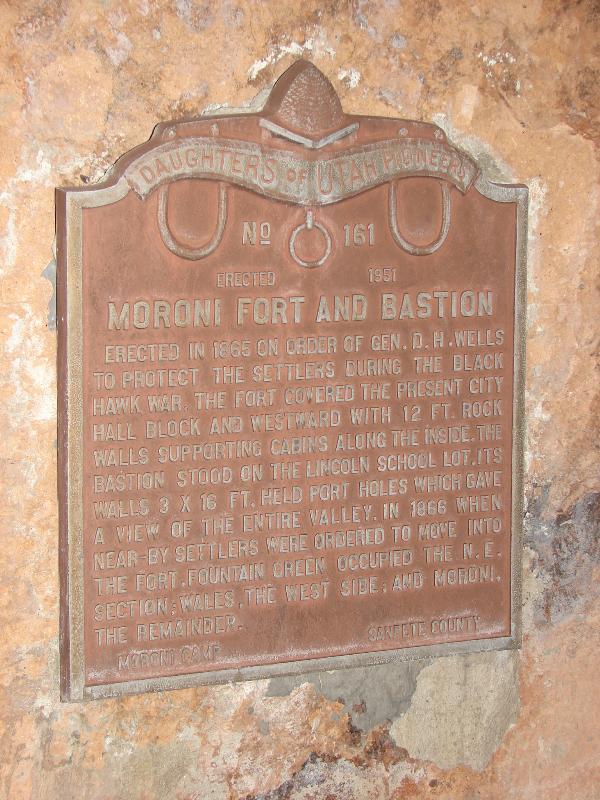 DAUGHTERS OF UTAH PIONEERS
NO 161
ERECTED 1951
MORONI FORT AND BASTION
ERECTED IN 1865 ON ORDER OF GEN. D. H. WELLS
TO PROTECT THE SETTLERS DURING THE BLACK
HAWK WAR. THE FORT COVERED THE PRESENT CITY
HALL BLOCK AND WESTWARD WITH 12 FT. ROCK
WALLS SUPPORTING CABINS ALONG THE INSIDE. THE
BASTION STOOD ON THE LINCOLN SCHOOL LOT. ITS
WALLS 3 X 16 FT. HELD PORT HOLES WHICH GAVE
A VIEW OF THE ENTIRE VALLEY. IN 1866 WHEN
NEAR-BY SETTLERS WERE ORDERED TO MOVE INTO
THE FORT, FOUNTAIN GREEN OCCUPIED THE N. E.
SECTION; WALES, THE WEST SIDE; AND MORONI,
THE REMAINDER.
MORONI CAMP SANPETE COUNTY